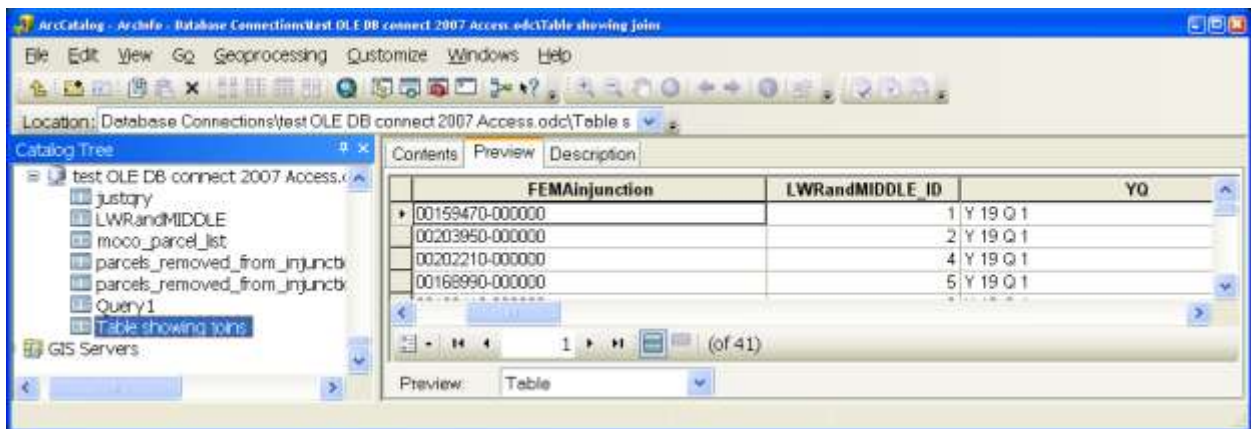 ArcCatalog - ArcInfo - Database Connections\test OLE DB connect 2007 Access.odc\Table showing joins
File Edit View Go Geoprocessing Customize Windows Help
Location: Database Connections\test OLE DB connect 2007 Access.odc\Table s
Catalog Tree
test OLE DB connect 2007 Access.
justqry
LWRandMIDDLE
moco_parcel_list
parcels_removed_from_injuncti
parcels_removed_from_injuncti
Query1
Table showing joins
GIS Servers
Contents Preview Description
FEMAinjunction LWRandMIDDLE_ID YQ
00159470-000000 1 Y 19 Q 1
00203950-000000 2 Y 19 Q 1
00202210-000000 4 Y 19 Q 1
00168990-000000 5 Y 19 Q 1
1 (of 41)
Preview: Table